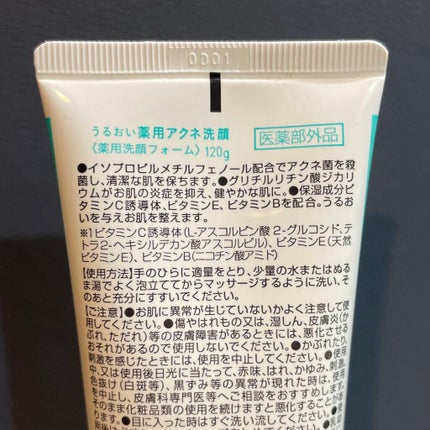 0001
うるおい薬用アクネ洗顔
〈薬用洗顔フォーム〉120g
医薬部外品
●イソプロピルメチルフェノール配合でアクネ菌を殺
菌し、清潔な肌を保ちます。●グリチルリチン酸ジカリ
ウムがお肌の炎症を抑え、健やかな肌に。●保湿成分ビ
タミンC誘導体、ビタミンE、ビタミンBを配合。うるお
いを与えお肌を整えます。
※1ビタミンC誘導体(L-アスコルビン酸 2-グルコシド、テ
トラ2-ヘキシルデカン酸アスコルビル)、ビタミンE(天然
ビタミンE)、ビタミンB(ニコチン酸アミド)
【使用方法】手のひらに適量をとり、少量の水またはぬる
ま湯でよく泡立ててからマッサージするように洗い、そ
のあと充分にすすいでください。
【ご注意】●お肌に異常が生じていないかよく注意して使
用してください。●傷やはれもの又は、湿しん、皮膚炎(か
ぶれ、ただれ)等の皮膚障害があるときには、悪化させる
おそれがあるので使用しないでください。●かぶれたり、
刺激を感じたときには、使用を中止してください。●使用
中、又は使用後日光に当たって、赤味、はれ、かゆみ、刺激、
色抜け(白斑等)、黒ずみ等の異常が現れた時は、使用
を中止し、皮膚科専門医等へご相談をおすすめします。
そのまま化粧品類の使用を続けますと悪化することがあ
ります。●目に入った時はすぐ洗い流してください。